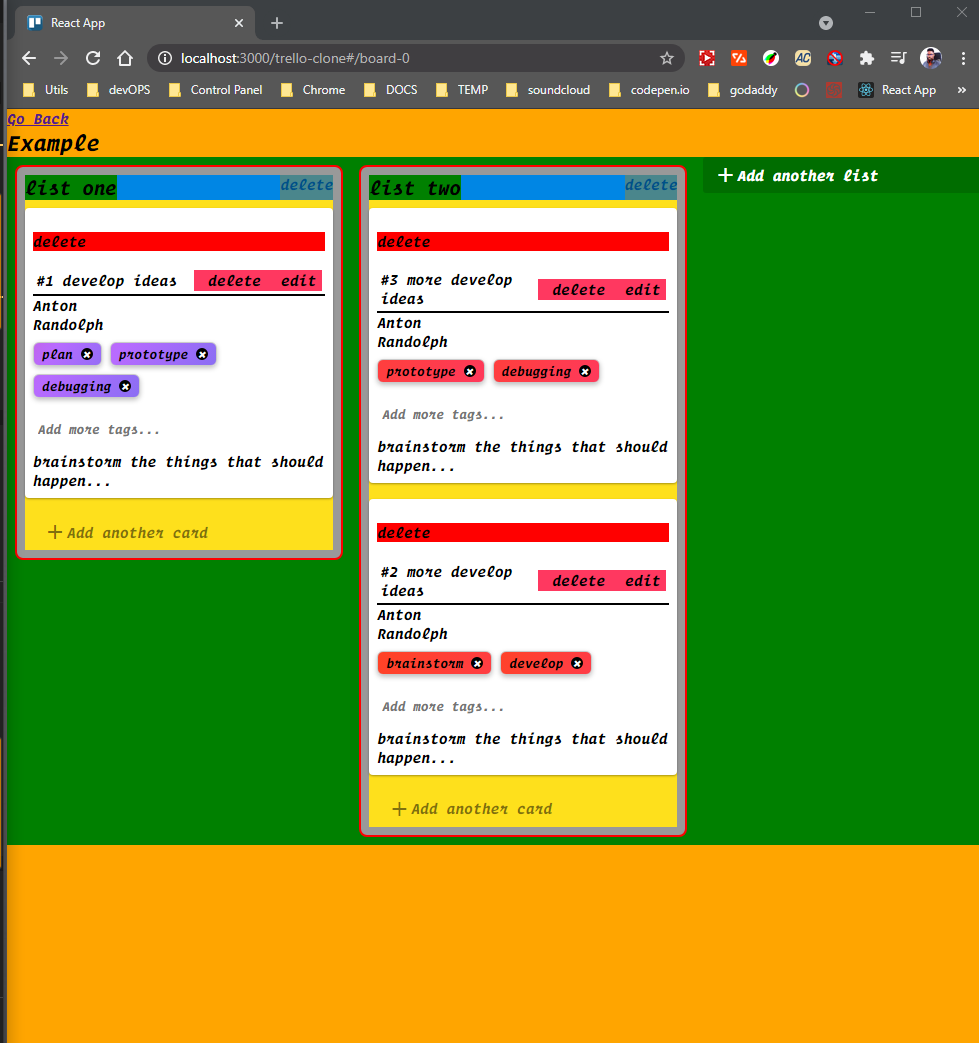 React App
localhost:3000/trello-clone#/board-0
AC
Utils devOPS Control Panel Chrome DOCS TEMP soundcloud codepen.io godaddy React App »
Go Back
Example
list one delete
delete
#1 develop ideas delete edit
Anton
Randolph
plan prototype
debugging
Add more tags...
brainstorm the things that should
happen...
Add another card
list two delete
delete
#3 more develop
ideas
delete edit
Anton
Randolph
prototype debugging
Add more tags...
brainstorm the things that should
happen...
delete
#2 more develop
ideas
delete edit
Anton
Randolph
brainstorm develop
Add more tags...
brainstorm the things that should
happen...
Add another card
Add another list